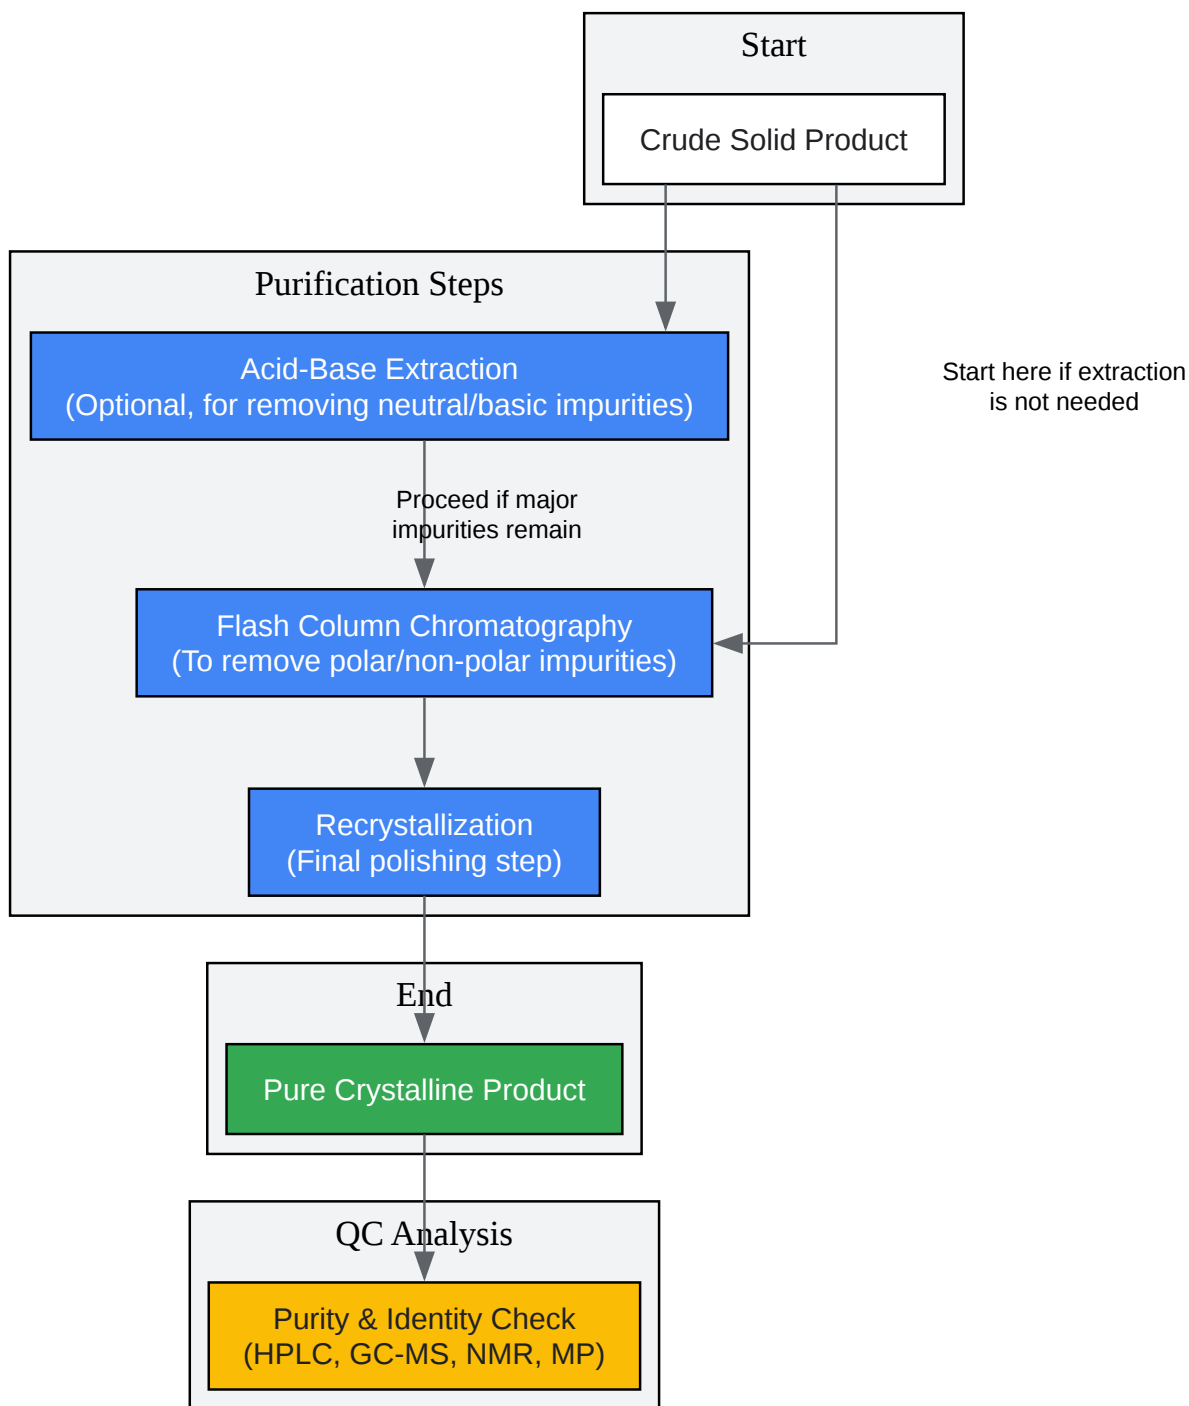 Start
Crude Solid Product
Purification Steps
Acid-Base Extraction
(Optional, for removing neutral/basic impurities)
Start here if extraction
is not needed
Proceed if major
impurities remain
Flash Column Chromatography
(To remove polar/non-polar impurities)
Recrystallization
(Final polishing step)
End
Pure Crystalline Product
QC Analysis
Purity & Identity Check
(HPLC, GC-MS, NMR, MP)